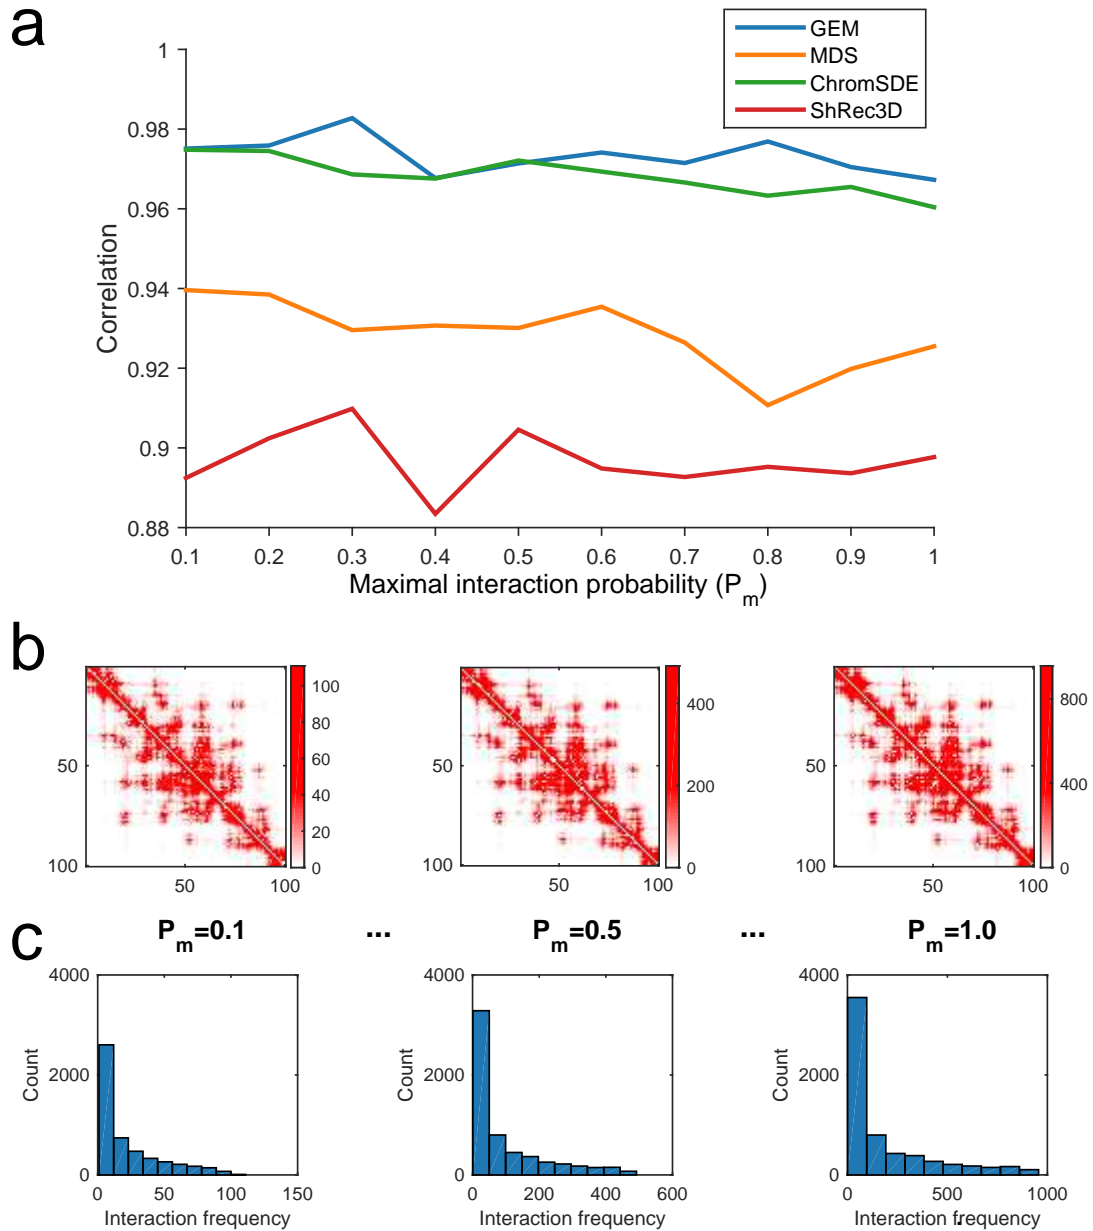 a
GEM
MDS
ChromSDE
ShRec3D
1
0.98
0.96
0.94
0.92
0.9
0.88
Correlation
0.1 0.2 0.3 0.4 0.5 0.6 0.7 0.8 0.9 1
Maximal interaction probability (Pm)
b
50
100
50 100
100
80
60
40
20
0
50
100
50 100
400
200
0
50
100
50 100
800
400
0
Pm=0.1 ... Pm=0.5 ... Pm=1.0
c
4000
2000
0
Count
0 50 100 150
Interaction frequency
4000
2000
0
Count
0 200 400 600
Interaction frequency
4000
2000
0
Count
0 500 1000
Interaction frequency